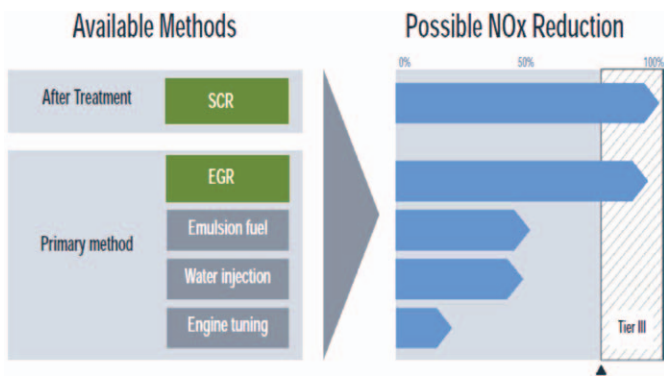 Available Methods
Possible NOx Reduction
0%
50%
100%
After Treatment
SCR
Primary method
EGR
Emulsion fuel
Water injection
Engine tuning
Tier III